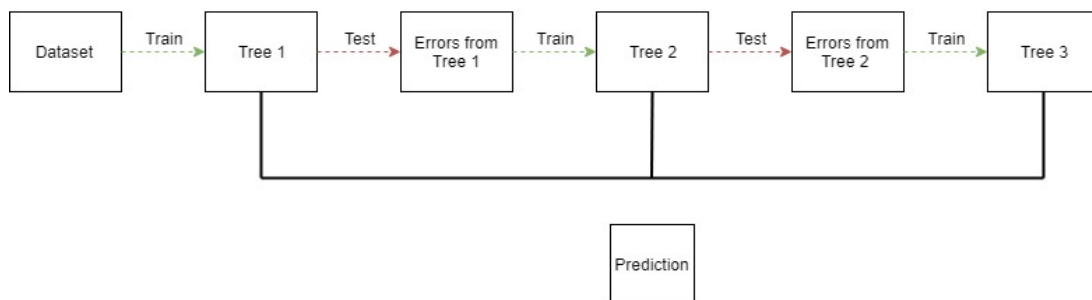 Dataset
Train
Tree 1
Test
Errors from
Tree 1
Train
Tree 2
Test
Errors from
Tree 2
Train
Tree 3
Prediction